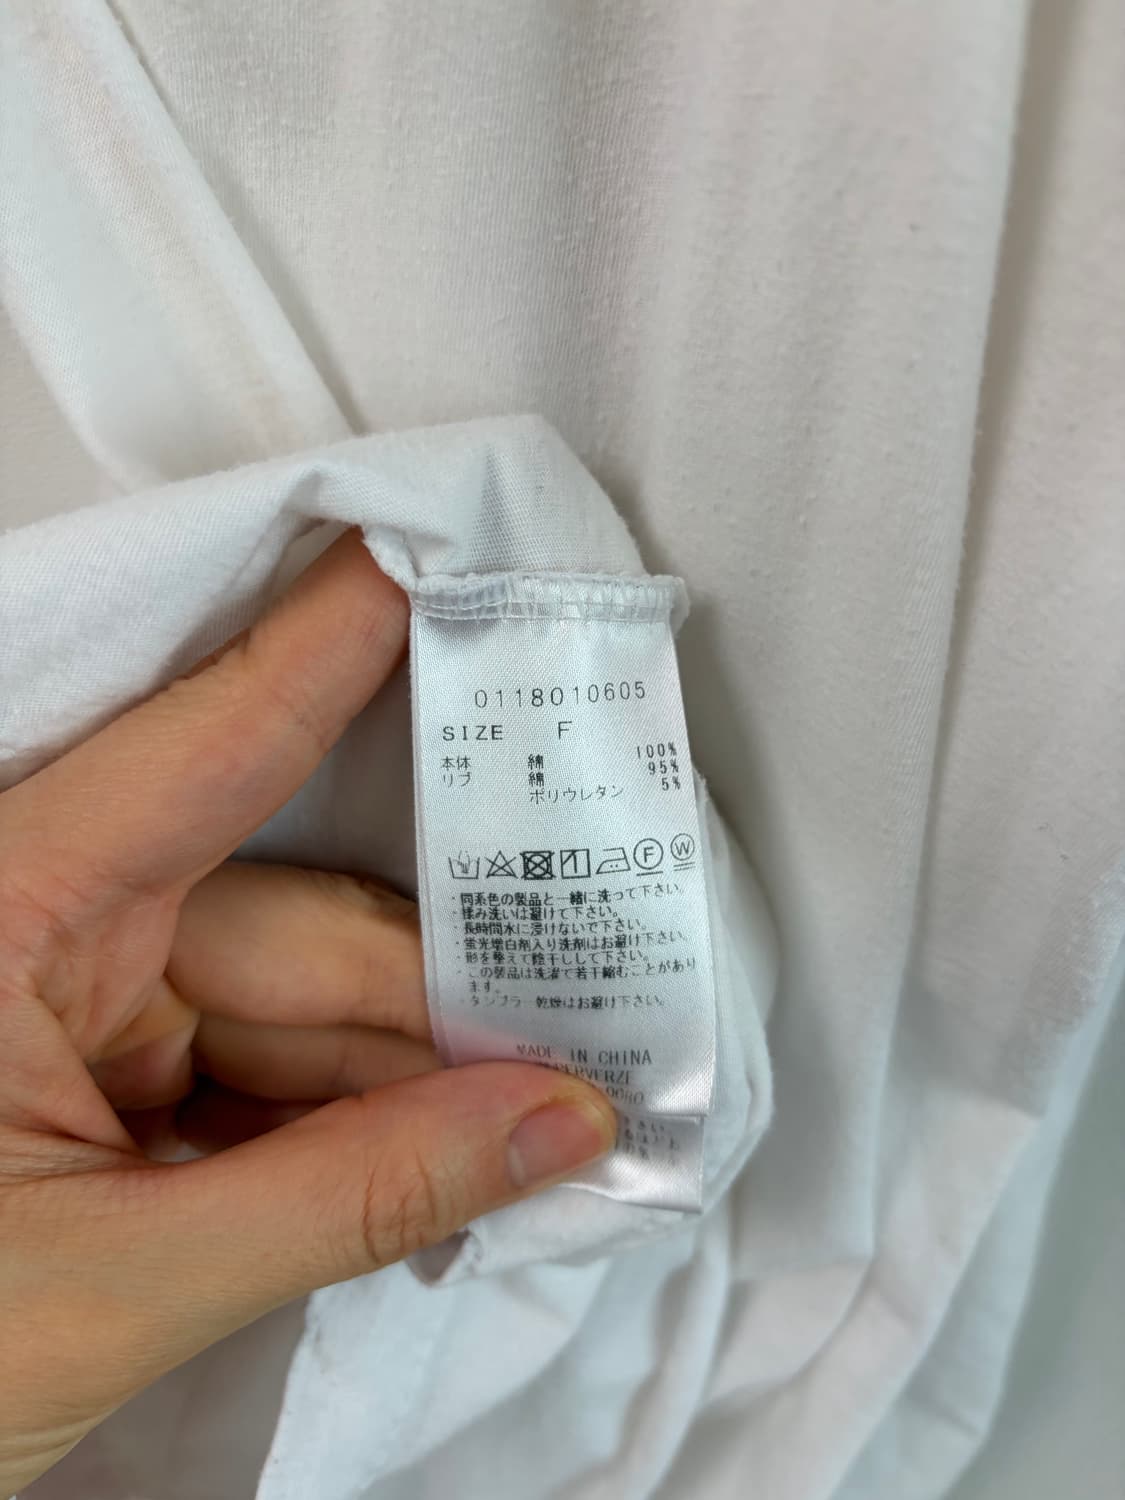 0118010605
SIZE F
本体 綿 100%
リブ 綿 95%
ポリウレタン 5%
F W
・同系色の製品と一緒に洗って下さい。
・揉み洗いは避けて下さい。
・長時間水に浸けないで下さい。
・蛍光増白剤入り洗剤はお避け下さい。
・形を整えて陰干しして下さい。
・この製品は洗濯で若干縮むことがあり
ます。
・タンブラー乾燥はお避け下さい。
MADE IN CHINA